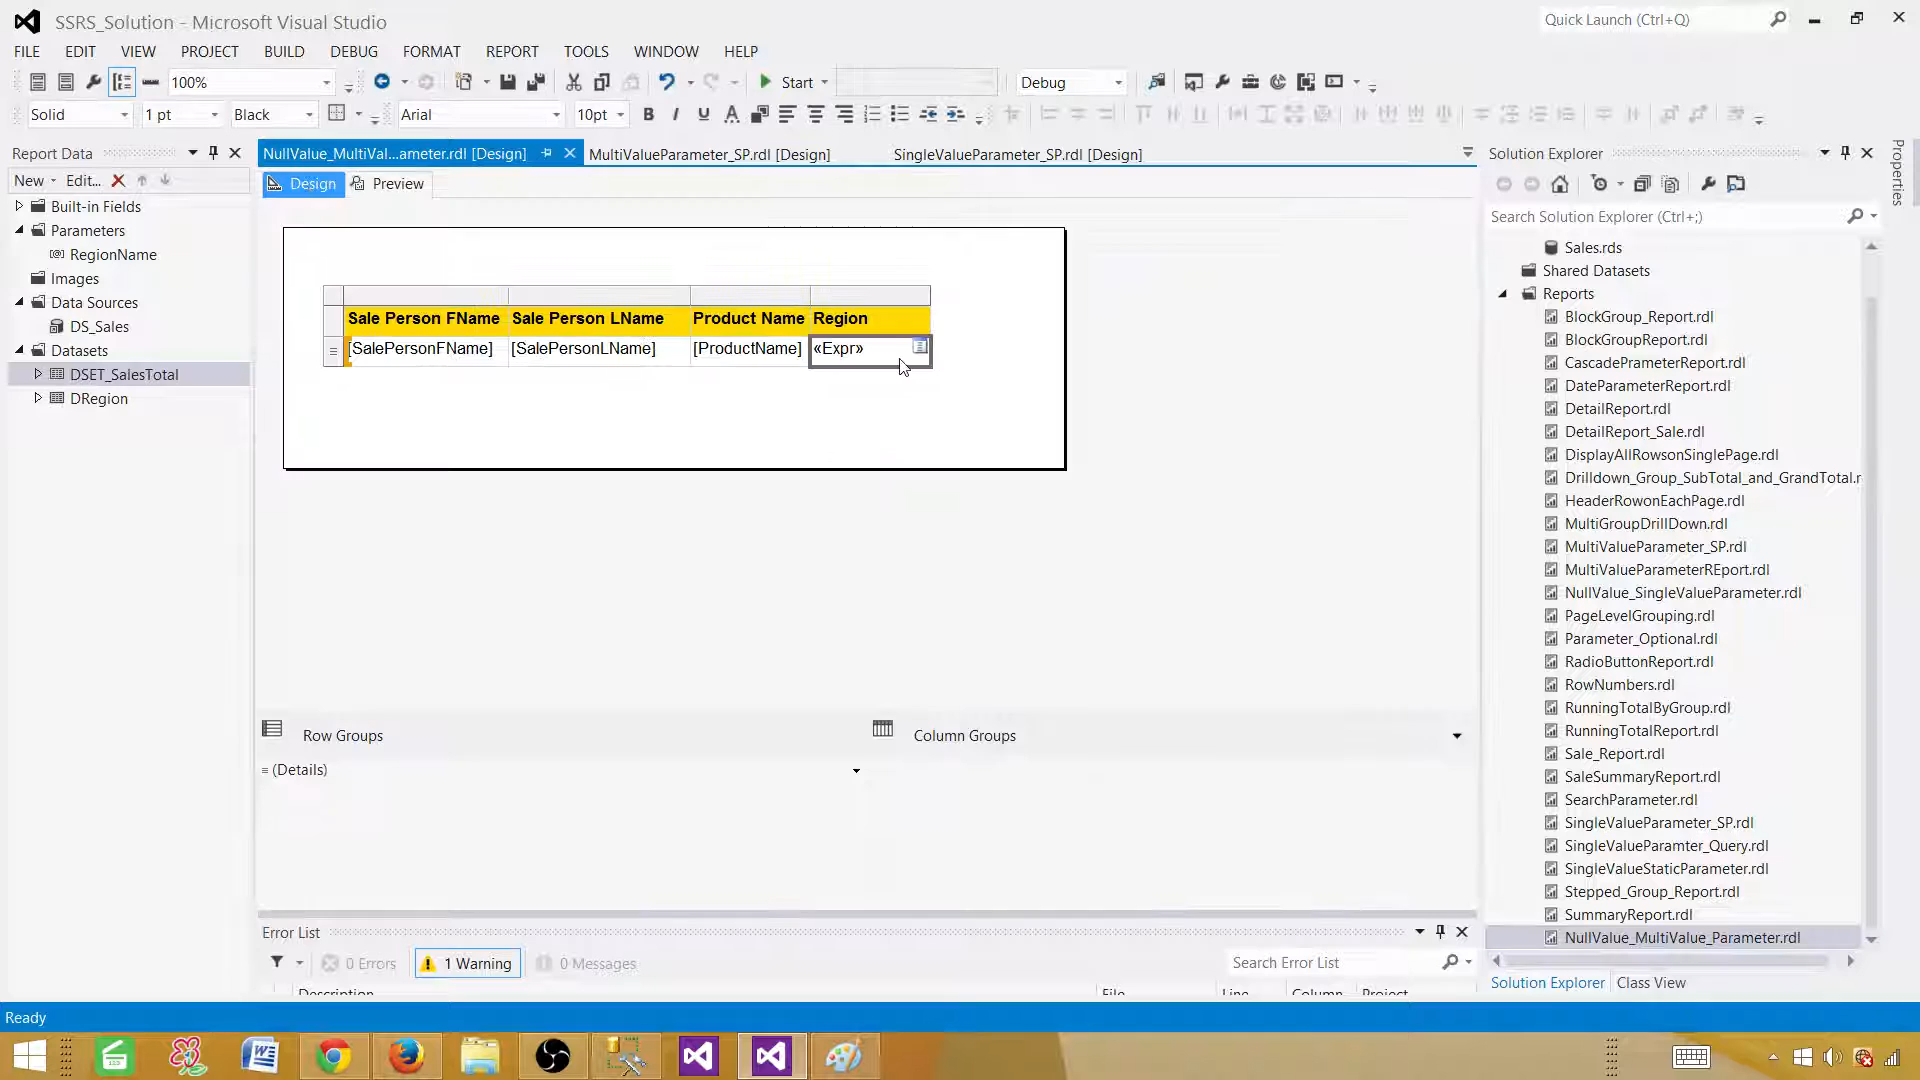 SSRS_Solution - Microsoft Visual Studio
Quick Launch (Ctrl+Q)
FILE EDIT VIEW PROJECT BUILD DEBUG FORMAT REPORT TOOLS WINDOW HELP
100% Start Debug
Solid 1 pt Black Arial 10pt
Report Data
New Edit...
Built-in Fields
Parameters
RegionName
Images
Data Sources
DS_Sales
Datasets
DSET_SalesTotal
DRegion
NullValue_MultiVal...ameter.rdl [Design] MultiValueParameter_SP.rdl [Design] SingleValueParameter_SP.rdl [Design]
Design Preview
Sale Person FName Sale Person LName Product Name Region
[SalePersonFName] [SalePersonLName] [ProductName] «Expr»
Row Groups Column Groups
(Details)
Error List
0 Errors 1 Warning 0 Messages Search Error List
Description File Line Column Project
Solution Explorer
Search Solution Explorer (Ctrl+;)
Sales.rds
Shared Datasets
Reports
BlockGroup_Report.rdl
BlockGroupReport.rdl
CascadePrameterReport.rdl
DateParameterReport.rdl
DetailReport.rdl
DetailReport_Sale.rdl
DisplayAllRowsonSinglePage.rdl
Drilldown_Group_SubTotal_and_GrandTotal.r
HeaderRowonEachPage.rdl
MultiGroupDrillDown.rdl
MultiValueParameter_SP.rdl
MultiValueParameterREport.rdl
NullValue_SingleValueParameter.rdl
PageLevelGrouping.rdl
Parameter_Optional.rdl
RadioButtonReport.rdl
RowNumbers.rdl
RunningTotalByGroup.rdl
RunningTotalReport.rdl
Sale_Report.rdl
SaleSummaryReport.rdl
SearchParameter.rdl
SingleValueParameter_SP.rdl
SingleValueParamter_Query.rdl
SingleValueStaticParameter.rdl
Stepped_Group_Report.rdl
SummaryReport.rdl
NullValue_MultiValue_Parameter.rdl
Solution Explorer Class View
Properties
Ready